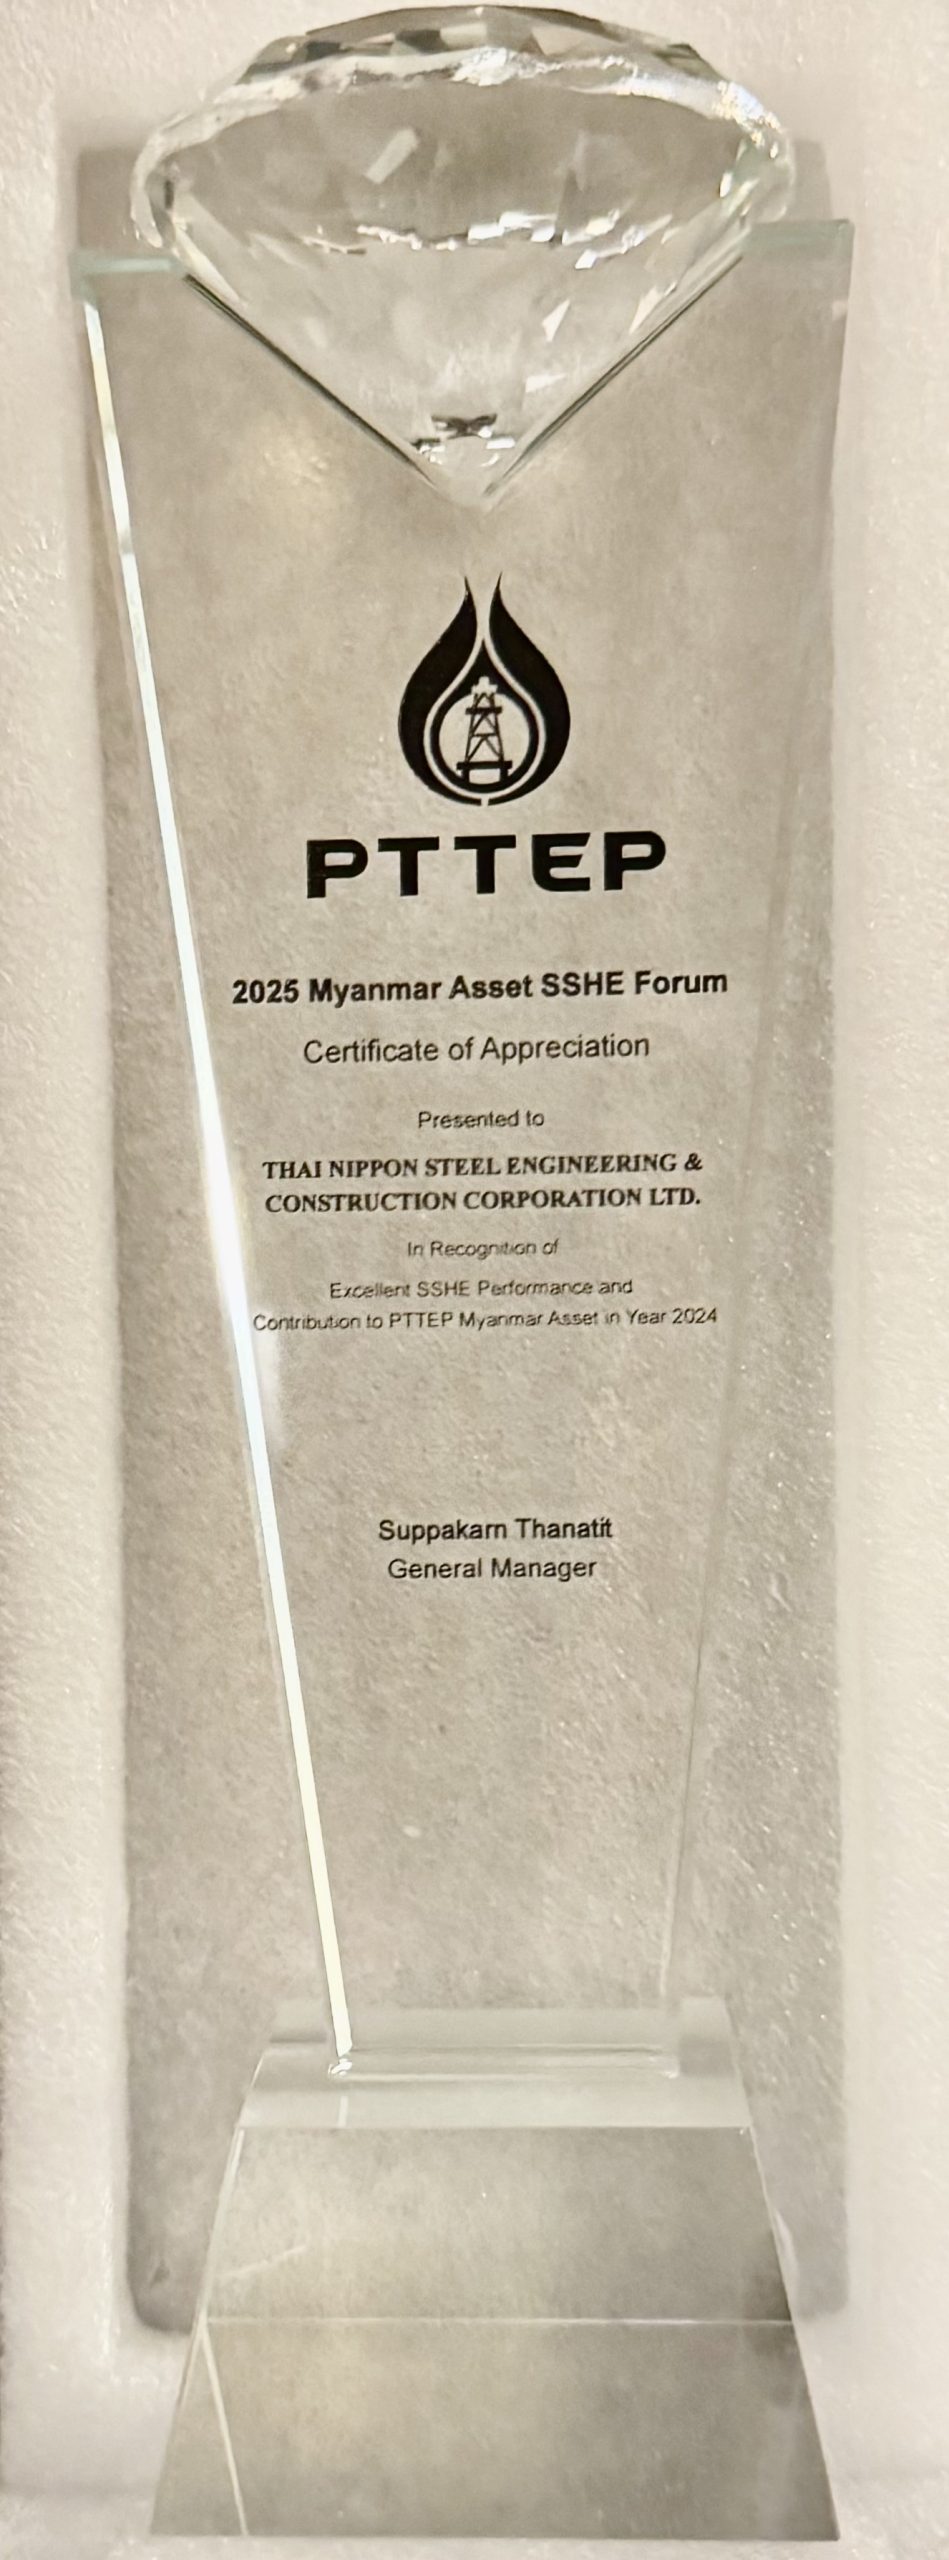 PTTEP
2025 Myanmar Asset SSHE Forum
Certificate of Appreciation
Presented to
THAI NIPPON STEEL ENGINEERING &
CONSTRUCTION CORPORATION LTD.
In Recognition of
Excellent SSHE Performance and
Contribution to PTTEP Myanmar Asset in Year 2024
Suppakarn Thanatit
General Manager